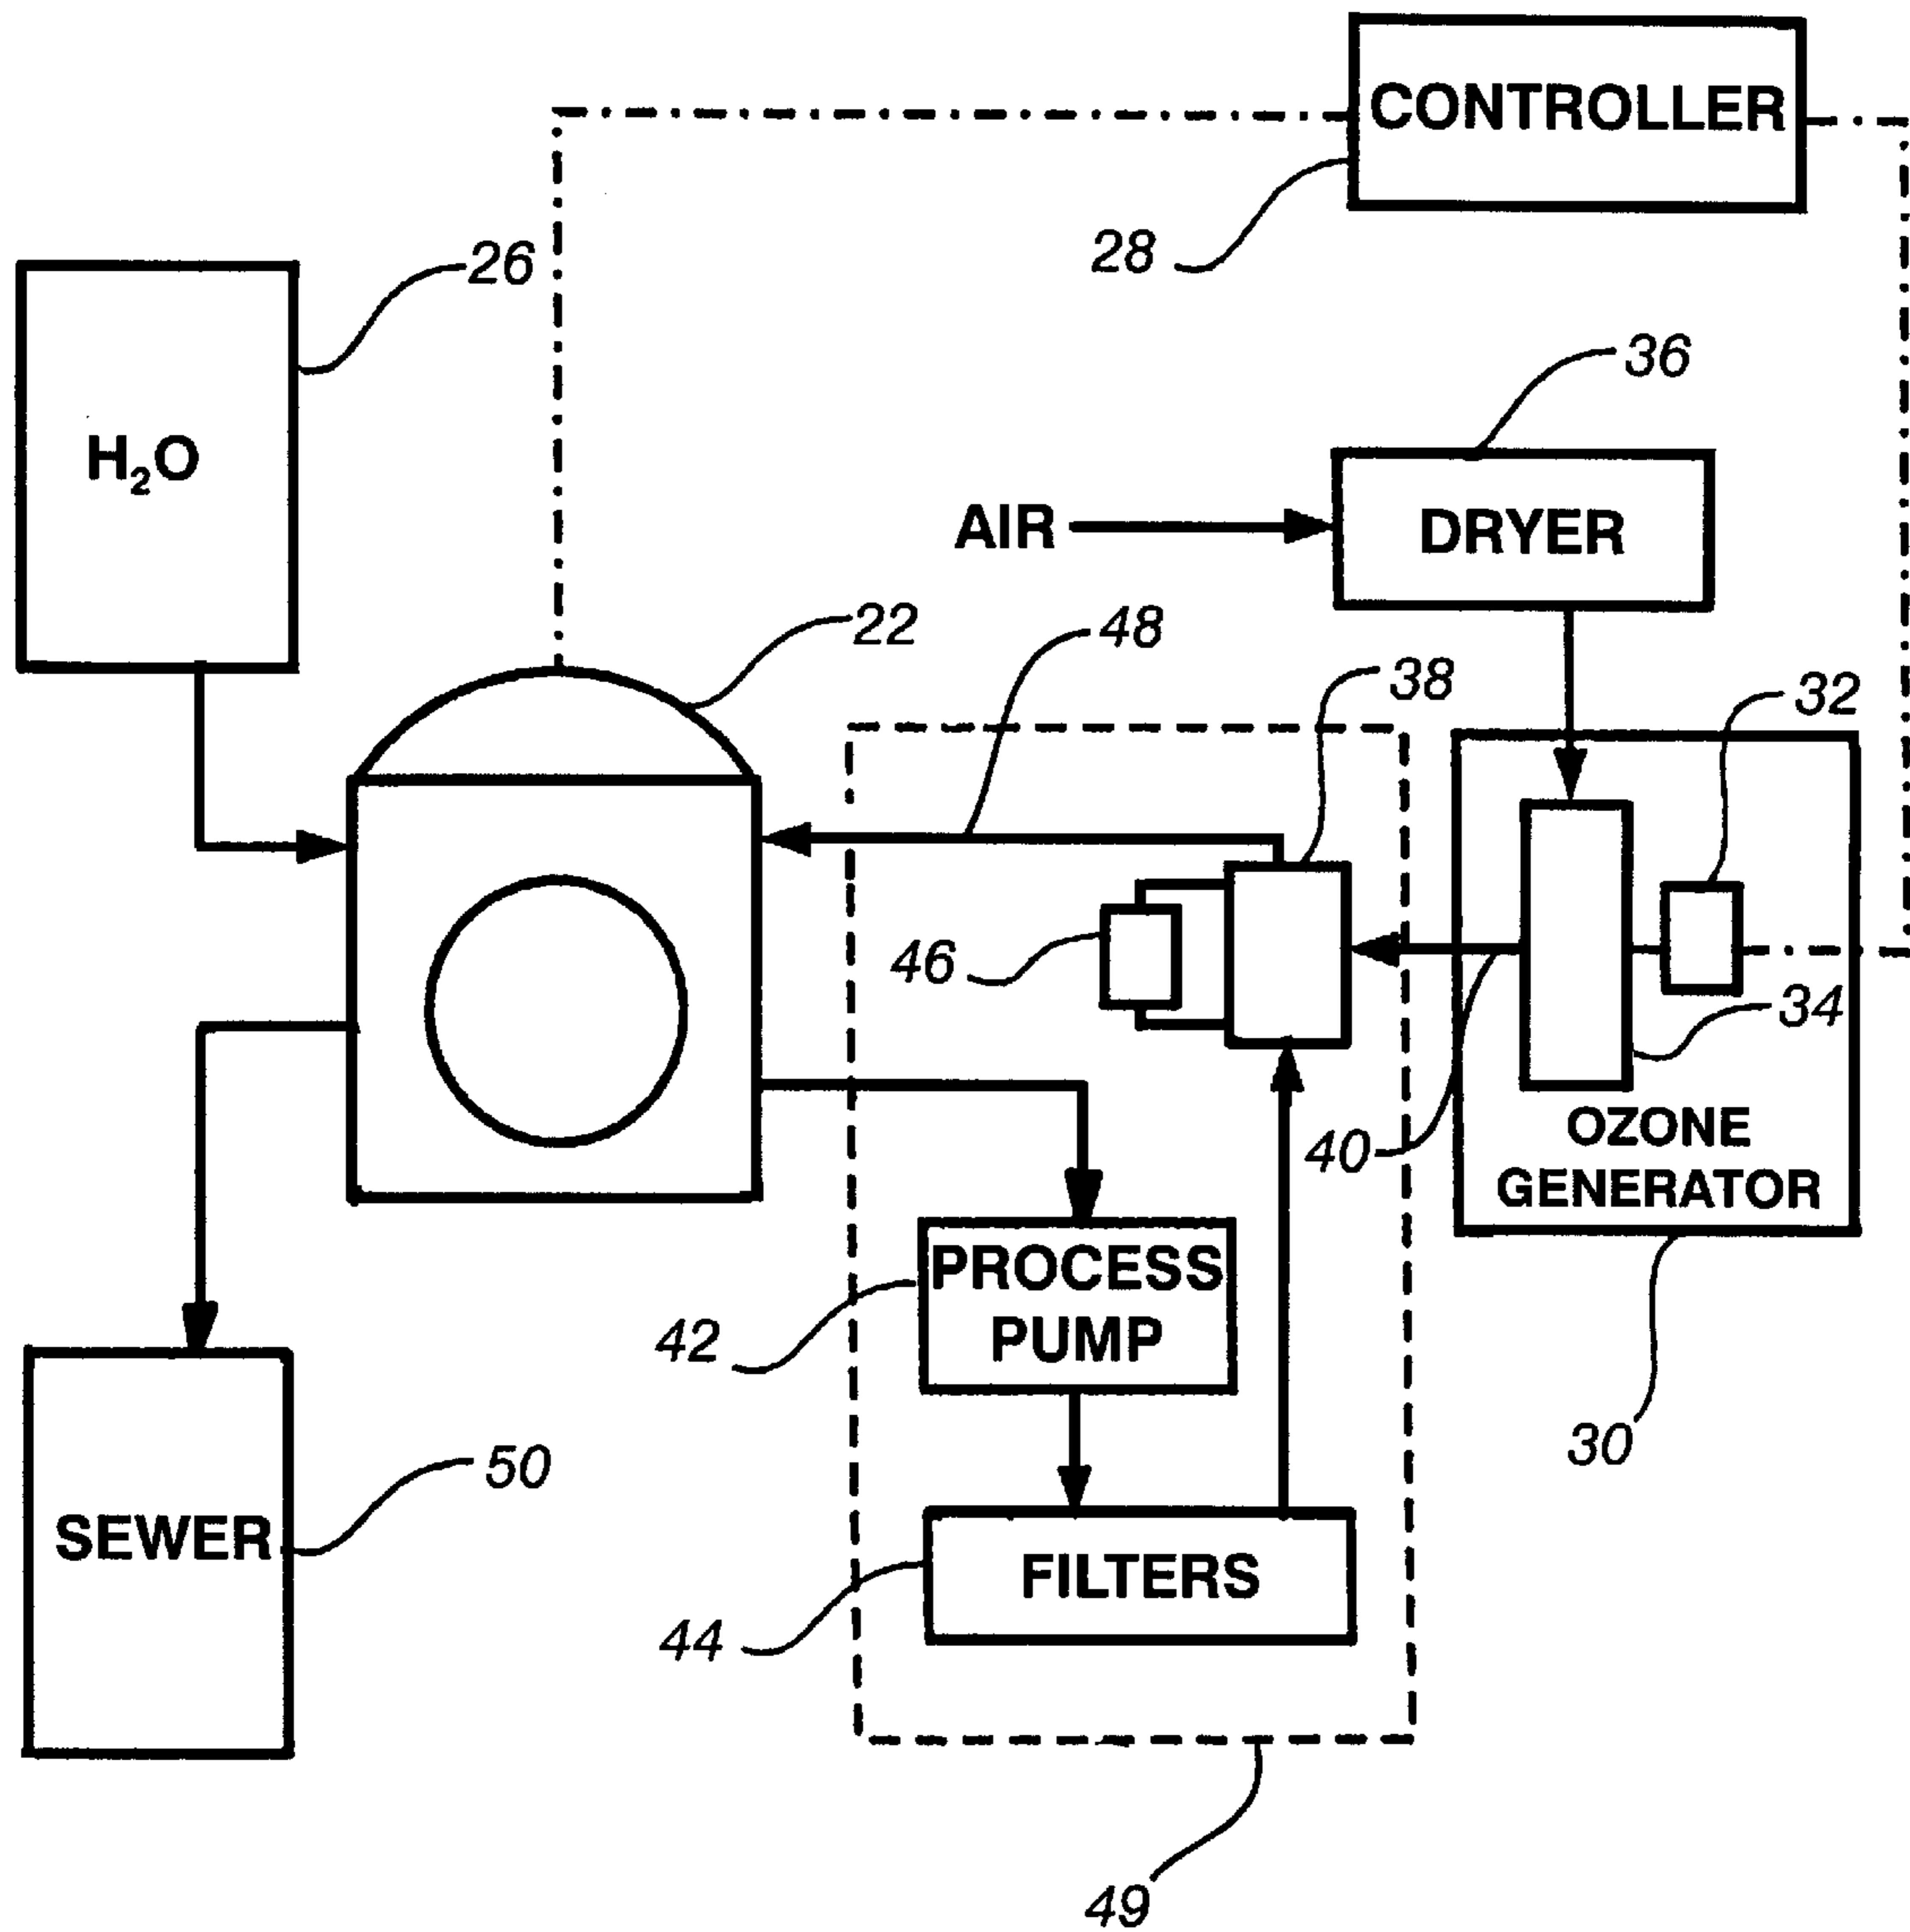 CONTROLLER
28
26
H₂O
36
AIR
DRYER
22
48
38
32
46
34
40
OZONE
GENERATOR
PROCESS
PUMP
42
30
50
SEWER
FILTERS
44
49